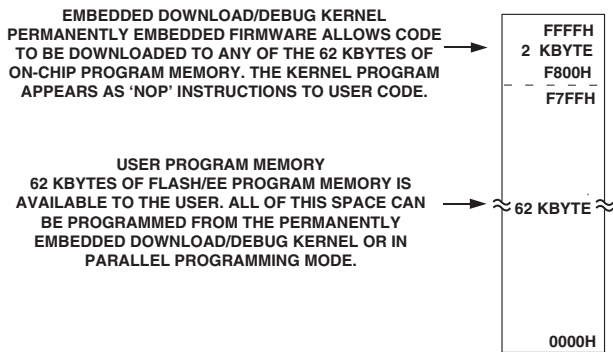 EMBEDDED DOWNLOAD/DEBUG KERNEL
PERMANENTLY EMBEDDED FIRMWARE ALLOWS CODE
TO BE DOWNLOADED TO ANY OF THE 62 KBYTES OF
ON-CHIP PROGRAM MEMORY. THE KERNEL PROGRAM
APPEARS AS ‘NOP’ INSTRUCTIONS TO USER CODE.
FFFFH
2 KBYTE
F800H
F7FFH
USER PROGRAM MEMORY
62 KBYTES OF FLASH/EE PROGRAM MEMORY IS
AVAILABLE TO THE USER. ALL OF THIS SPACE CAN
BE PROGRAMMED FROM THE PERMANENTLY
EMBEDDED DOWNLOAD/DEBUG KERNEL OR IN
PARALLEL PROGRAMMING MODE.
62 KBYTE
0000H